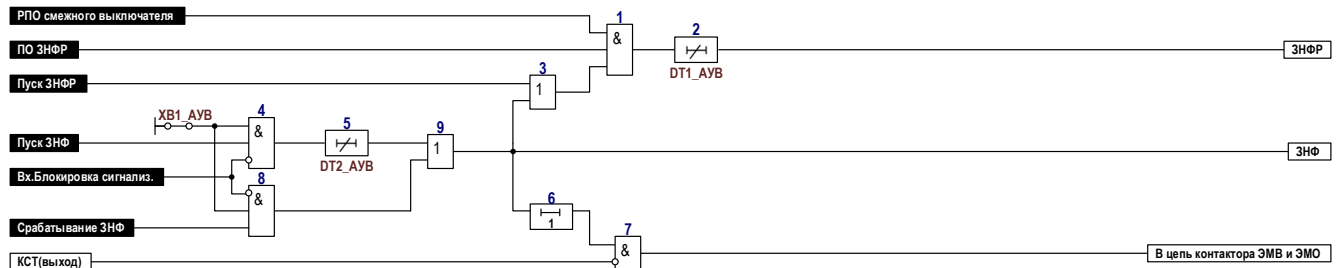 РПО смежного выключателя
1
&
2
ПО ЗНФР
DT1_АУВ
ЗНФР
3
Пуск ЗНФР
1
XB1_АУВ
4
&
5
9
Пуск ЗНФ
DT2_АУВ
1
ЗНФ
Вх.Блокировка сигнализ.
8
&
6
1
Срабатывание ЗНФ
7
&
КСТ(выход)
В цепь контактора ЭМВ и ЭМО